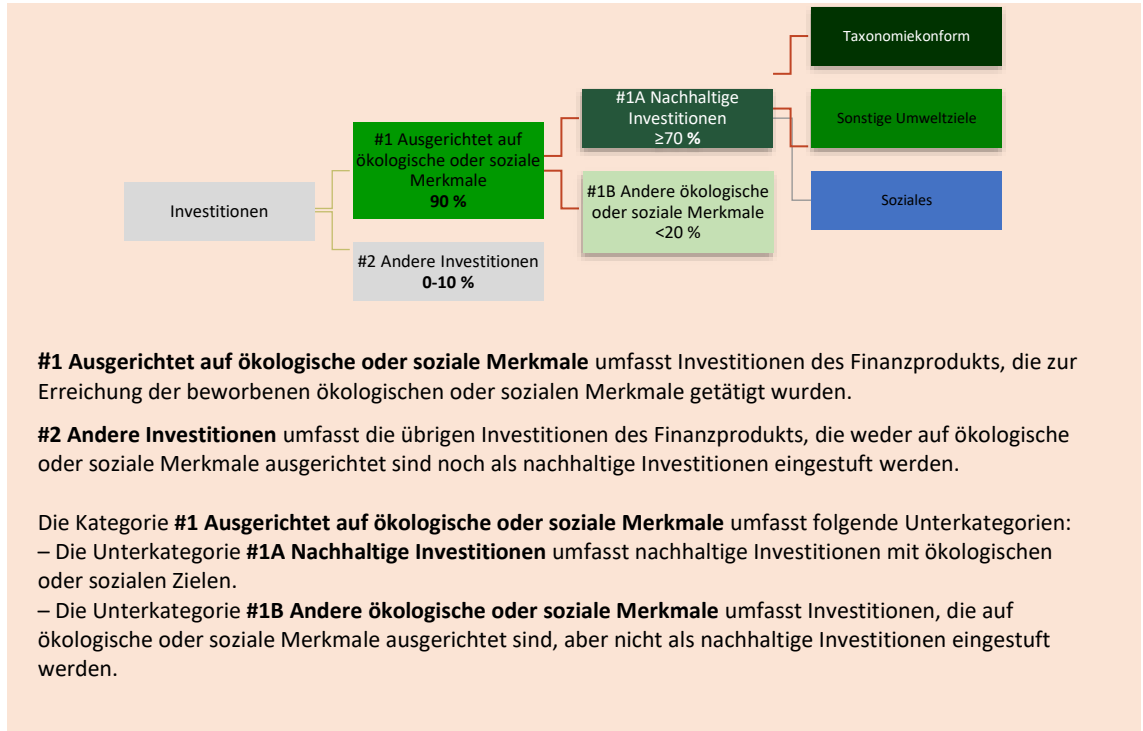 Taxonomiekonform
#1A Nachhaltige
Investitionen
≥70 %
Sonstige Umweltziele
#1 Ausgerichtet auf
ökologische oder soziale
Merkmale
90 %
#1B Andere ökologische
oder soziale Merkmale
<20 %
Soziales
Investitionen
#2 Andere Investitionen
0-10 %
#1 Ausgerichtet auf ökologische oder soziale Merkmale umfasst Investitionen des Finanzprodukts, die zur
Erreichung der beworbenen ökologischen oder sozialen Merkmale getätigt wurden.
#2 Andere Investitionen umfasst die übrigen Investitionen des Finanzprodukts, die weder auf ökologische
oder soziale Merkmale ausgerichtet sind noch als nachhaltige Investitionen eingestuft werden.
Die Kategorie #1 Ausgerichtet auf ökologische oder soziale Merkmale umfasst folgende Unterkategorien:
– Die Unterkategorie #1A Nachhaltige Investitionen umfasst nachhaltige Investitionen mit ökologischen
oder sozialen Zielen.
– Die Unterkategorie #1B Andere ökologische oder soziale Merkmale umfasst Investitionen, die auf
ökologische oder soziale Merkmale ausgerichtet sind, aber nicht als nachhaltige Investitionen eingestuft
werden.